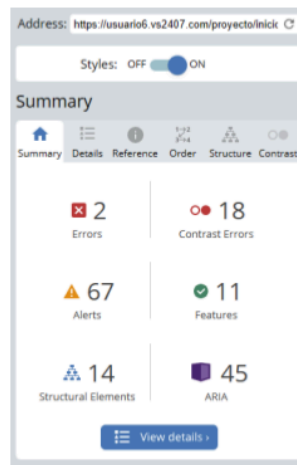 Address: https://usuario6.vs2407.com/proyecto/inicic
Styles: OFF ON
Summary
Summary Details Reference Order Structure Contrast
2 18
Errors Contrast Errors
67 11
Alerts Features
14 45
Structural Elements ARIA
View details ›